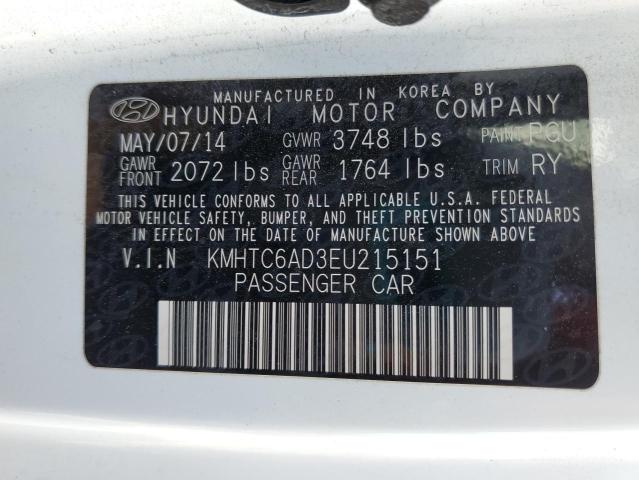 MANUFACTURED IN KOREA BY
HYUNDAI MOTOR COMPANY
MAY/07/14 GVWR 3748 lbs PAINT PGU
GAWR FRONT 2072 lbs GAWR REAR 1764 lbs TRIM RY
THIS VEHICLE CONFORMS TO ALL APPLICABLE U.S.A. FEDERAL
MOTOR VEHICLE SAFETY, BUMPER, AND THEFT PREVENTION STANDARDS
IN EFFECT ON THE DATE OF MANUFACTURE SHOWN ABOVE.
V.I.N KMHTC6AD3EU215151
PASSENGER CAR